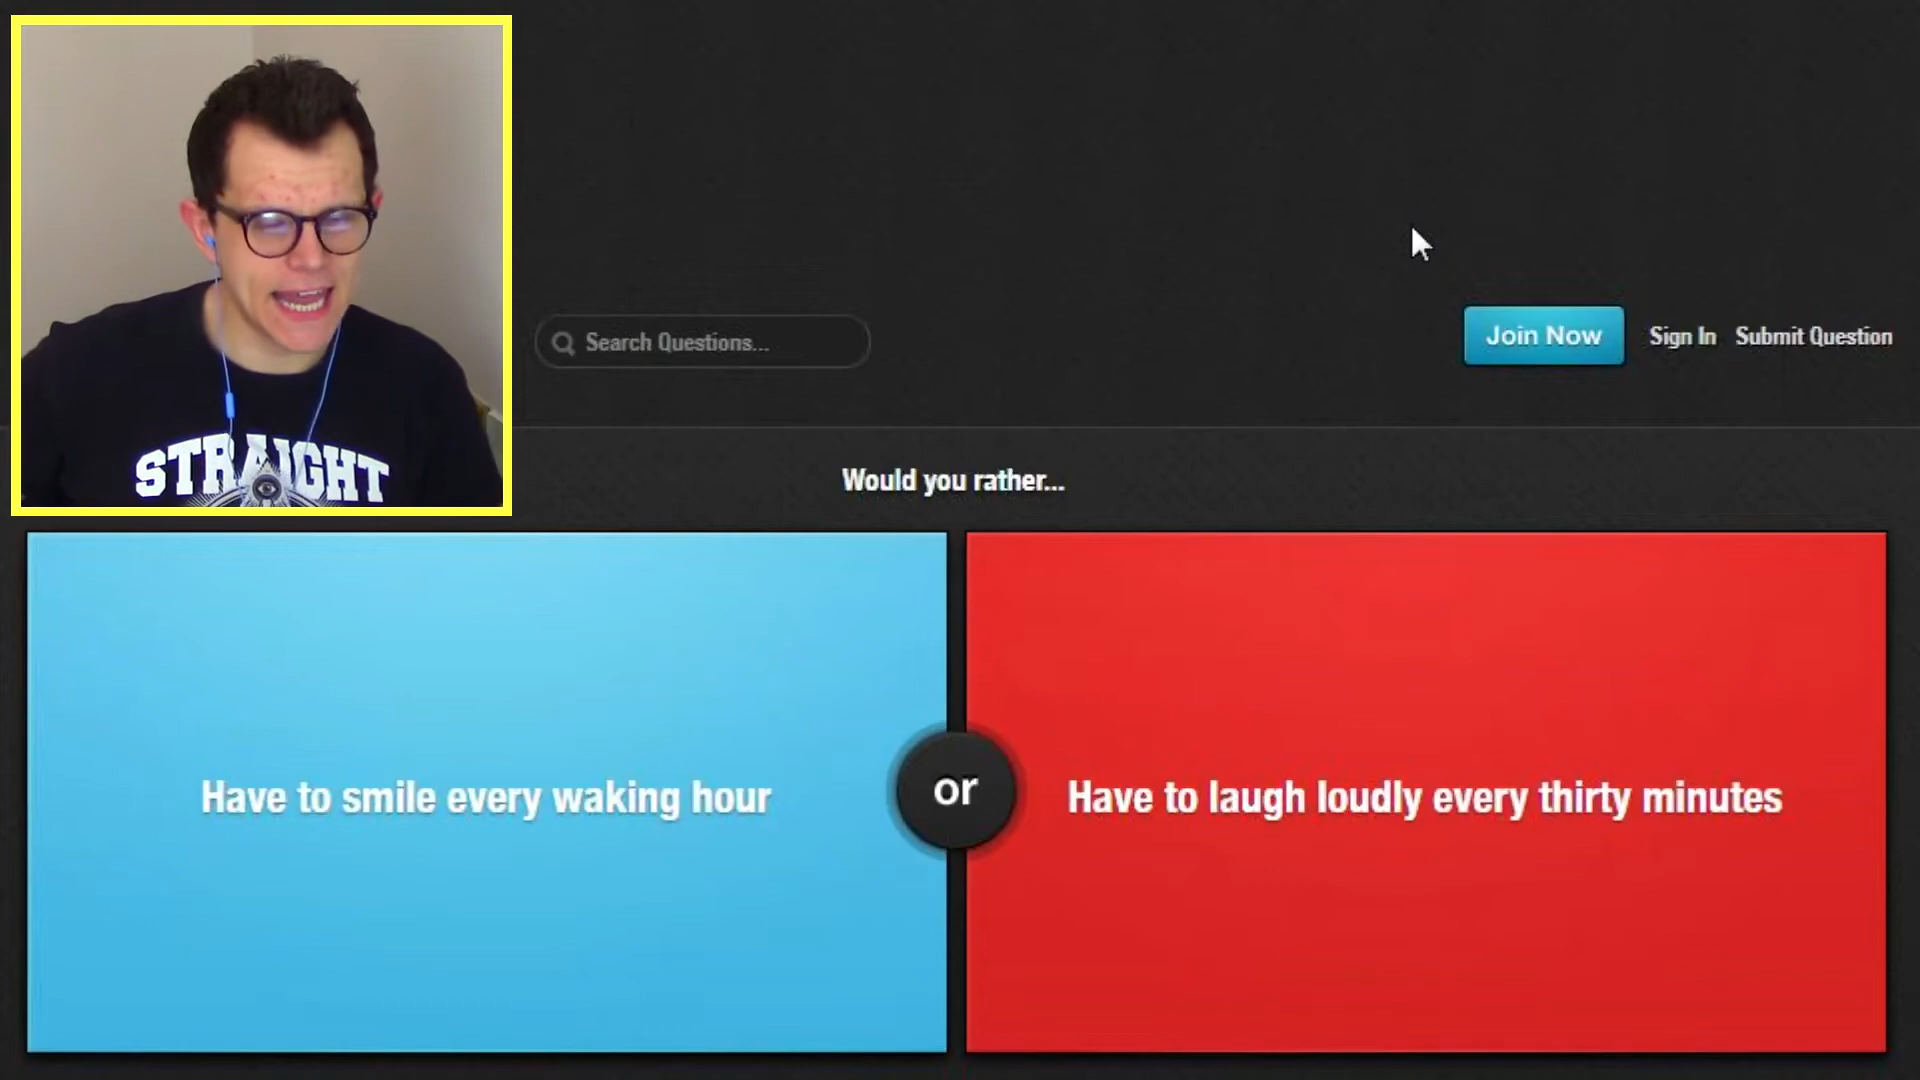 Search Questions...
Join Now
Sign In
Submit Question
STRAIGHT
Would you rather...
Have to smile every waking hour
or
Have to laugh loudly every thirty minutes